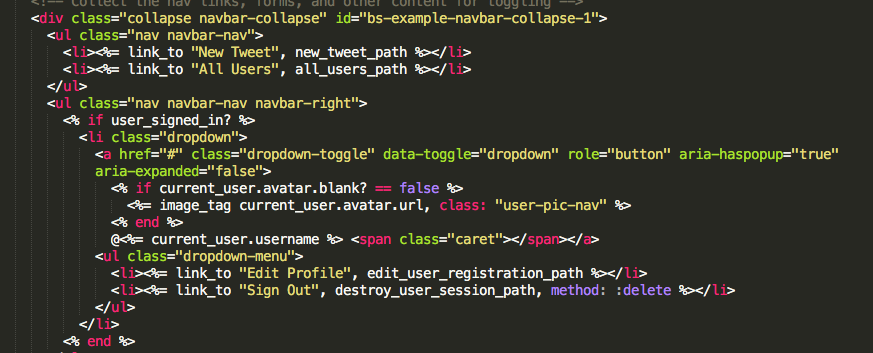 <!-- Collect the nav links, forms, and other content for toggling -->
<div class="collapse navbar-collapse" id="bs-example-navbar-collapse-1">
<ul class="nav navbar-nav">
<li><%= link_to "New Tweet", new_tweet_path %></li>
<li><%= link_to "All Users", all_users_path %></li>
</ul>
<ul class="nav navbar-nav navbar-right">
<% if user_signed_in? %>
<li class="dropdown">
<a href="#" class="dropdown-toggle" data-toggle="dropdown" role="button" aria-haspopup="true"
aria-expanded="false">
<% if current_user.avatar.blank? == false %>
<%= image_tag current_user.avatar.url, class: "user-pic-nav" %>
<% end %>
@<%= current_user.username %> <span class="caret"></span></a>
<ul class="dropdown-menu">
<li><%= link_to "Edit Profile", edit_user_registration_path %></li>
<li><%= link_to "Sign Out", destroy_user_session_path, method: :delete %></li>
</ul>
</li>
<% end %>